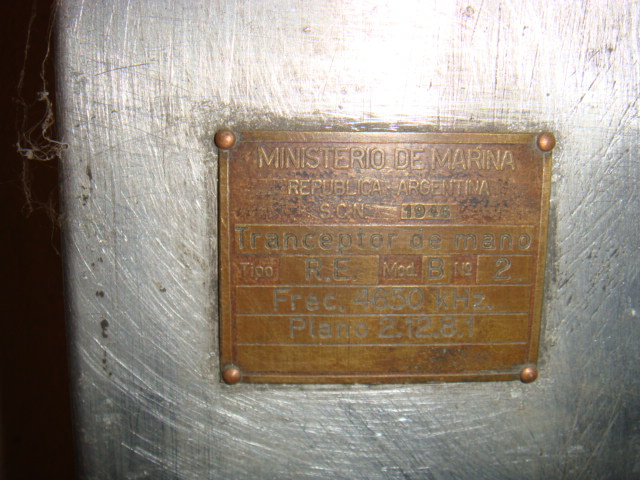 MINISTERIO DE MARINA
REPUBLICA ARGENTINA
S.C.N. - 1946
Tranceptor de mano
Tipo R.E. Mod. B Nº 2
Frec. 4650 kHz.
Plano 2.12.8.1